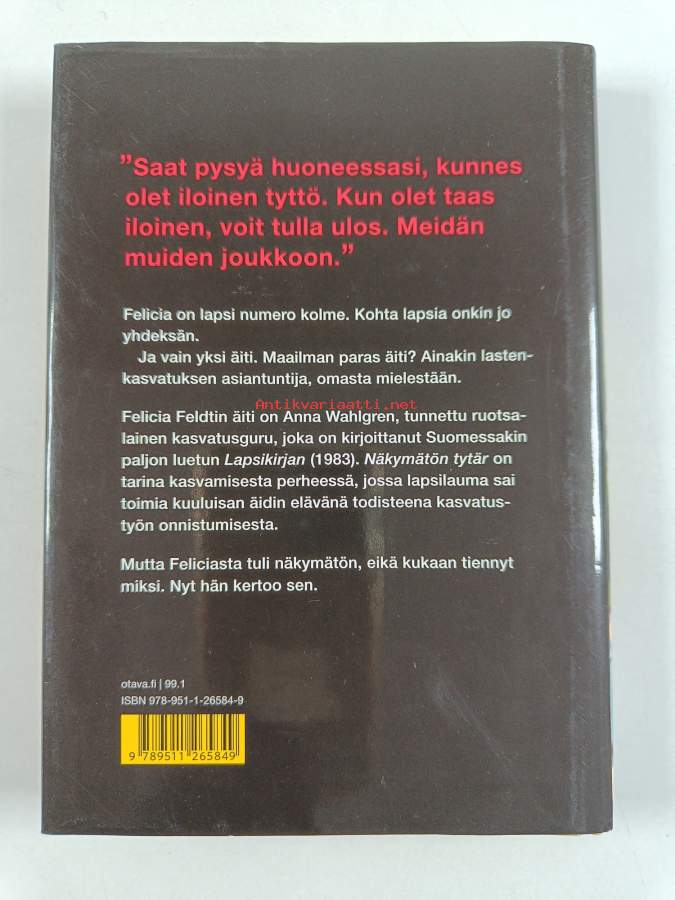 ”Saat pysyä huoneessasi, kunnes
olet iloinen tyttö. Kun olet taas
iloinen, voit tulla ulos. Meidän
muiden joukkoon.”
Felicia on lapsi numero kolme. Kohta lapsia onkin jo
yhdeksän.
Ja vain yksi äiti. Maailman paras äiti? Ainakin lasten-
kasvatuksen asiantuntija, omasta mielestään.
Antikvariaatti.net
Felicia Feldtin äiti on Anna Wahlgren, tunnettu ruotsa-
lainen kasvatusguru, joka on kirjoittanut Suomessakin
paljon luetun Lapsikirjan (1983). Näkymätön tytär on
tarina kasvamisesta perheessä, jossa lapsilauma sai
toimia kuuluisan äidin elävänä todisteena kasvatus-
työn onnistumisesta.
Mutta Feliciasta tuli näkymätön, eikä kukaan tiennyt
miksi. Nyt hän kertoo sen.
otava.fi | 99.1
ISBN 978-951-1-26584-9
9 789511 265849